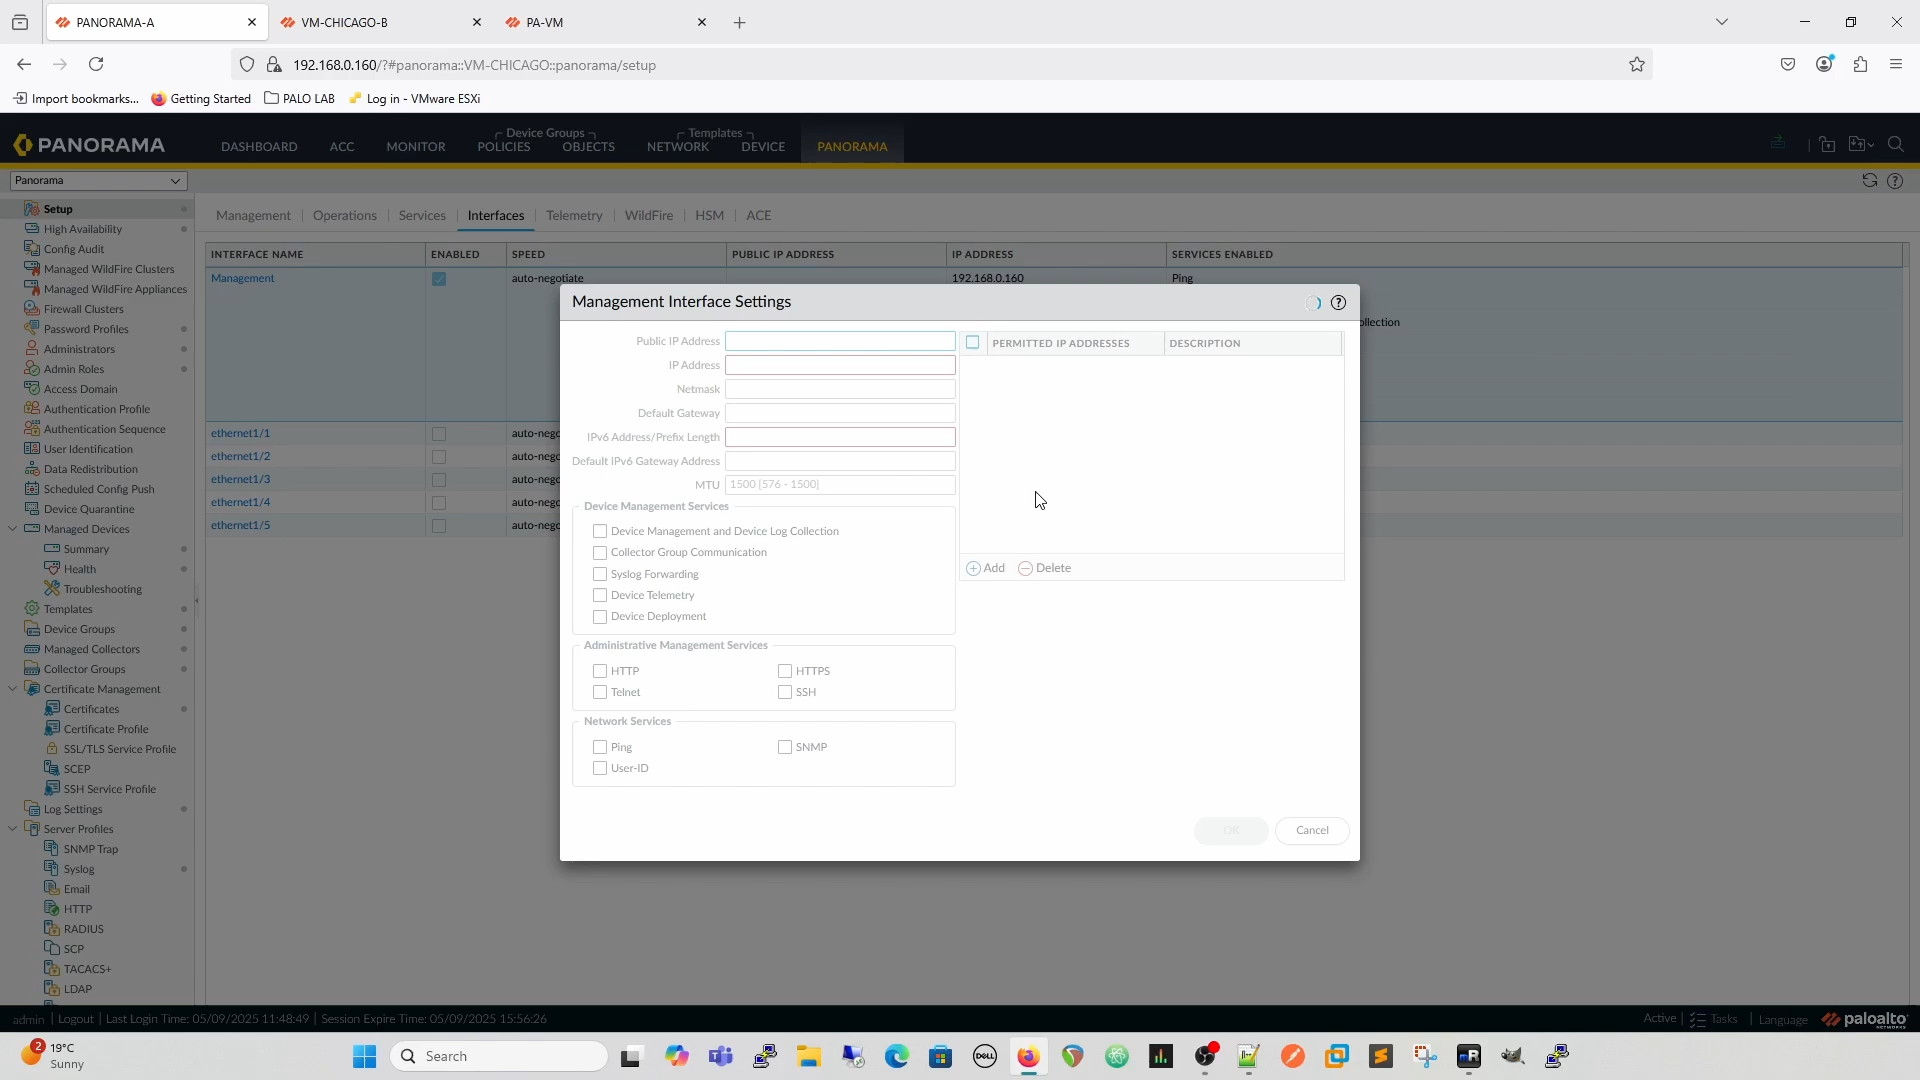 PANORAMA-A
VM-CHICAGO-B
PA-VM
192.168.0.160/?#panorama::VM-CHICAGO::panorama/setup
Import bookmarks...
Getting Started
PALO LAB
Log in - VMware ESXi
PANORAMA
DASHBOARD
ACC
MONITOR
Device Groups
POLICIES
OBJECTS
Templates
NETWORK
DEVICE
PANORAMA
Panorama
Setup
High Availability
Config Audit
Managed WildFire Clusters
Managed WildFire Appliances
Firewall Clusters
Password Profiles
Administrators
Admin Roles
Access Domain
Authentication Profile
Authentication Sequence
User Identification
Data Redistribution
Scheduled Config Push
Device Quarantine
Managed Devices
Summary
Health
Troubleshooting
Templates
Device Groups
Managed Collectors
Collector Groups
Certificate Management
Certificates
Certificate Profile
SSL/TLS Service Profile
SCEP
SSH Service Profile
Log Settings
Server Profiles
SNMP Trap
Syslog
Email
HTTP
RADIUS
SCP
TACACS+
LDAP
Management
Operations
Services
Interfaces
Telemetry
WildFire
HSM
ACE
INTERFACE NAME
ENABLED
SPEED
PUBLIC IP ADDRESS
IP ADDRESS
SERVICES ENABLED
Management
auto-negotiate
192.168.0.160
Ping
ollection
ethernet1/1
auto-nego
ethernet1/2
auto-nego
ethernet1/3
auto-nego
ethernet1/4
auto-nego
ethernet1/5
auto-nego
Management Interface Settings
Public IP Address
IP Address
Netmask
Default Gateway
IPv6 Address/Prefix Length
Default IPv6 Gateway Address
MTU
1500 [576 - 1500]
Device Management Services
Device Management and Device Log Collection
Collector Group Communication
Syslog Forwarding
Device Telemetry
Device Deployment
Administrative Management Services
HTTP
HTTPS
Telnet
SSH
Network Services
Ping
SNMP
User-ID
PERMITTED IP ADDRESSES
DESCRIPTION
Add
Delete
OK
Cancel
admin | Logout | Last Login Time: 05/09/2025 11:48:49 | Session Expire Time: 05/09/2025 15:56:26
Active | Tasks | Language
paloalto
NETWORKS
2
19°C
Sunny
Search
DELL